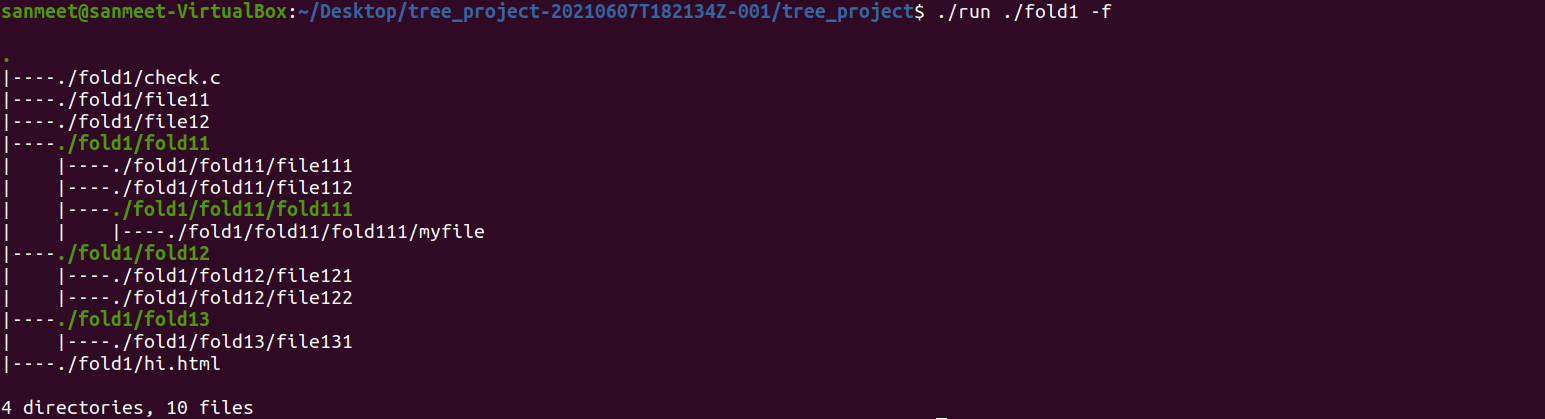 sanmeet@sanmeet-VirtualBox:~/Desktop/tree_project-20210607T182134Z-001/tree_project$ ./run ./fold1 -f
.
|----./fold1/check.c
|----./fold1/file11
|----./fold1/file12
|----./fold1/fold11
|    |----./fold1/fold11/file111
|    |----./fold1/fold11/file112
|    |----./fold1/fold11/fold111
|    |    |----./fold1/fold11/fold111/myfile
|----./fold1/fold12
|    |----./fold1/fold12/file121
|    |----./fold1/fold12/file122
|----./fold1/fold13
|    |----./fold1/fold13/file131
|----./fold1/hi.html
4 directories, 10 files